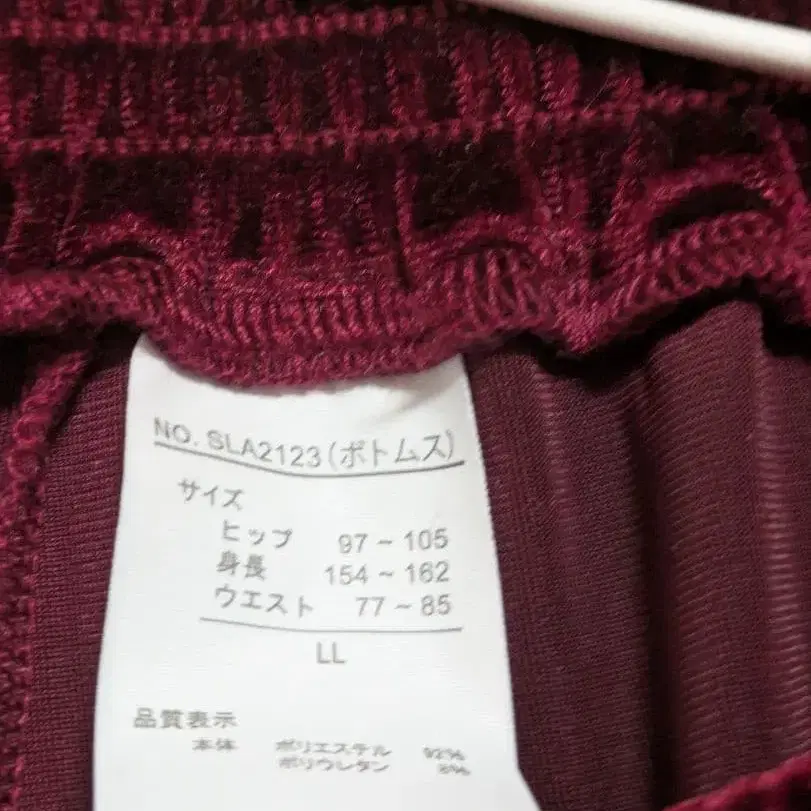 NO. SLA2123(ボトムス)
サイズ
ヒップ 97 ~ 105
身長 154 ~ 162
ウエスト 77 ~ 85
LL
品質表示
本体 ポリエステル 92%
ポリウレタン 8%